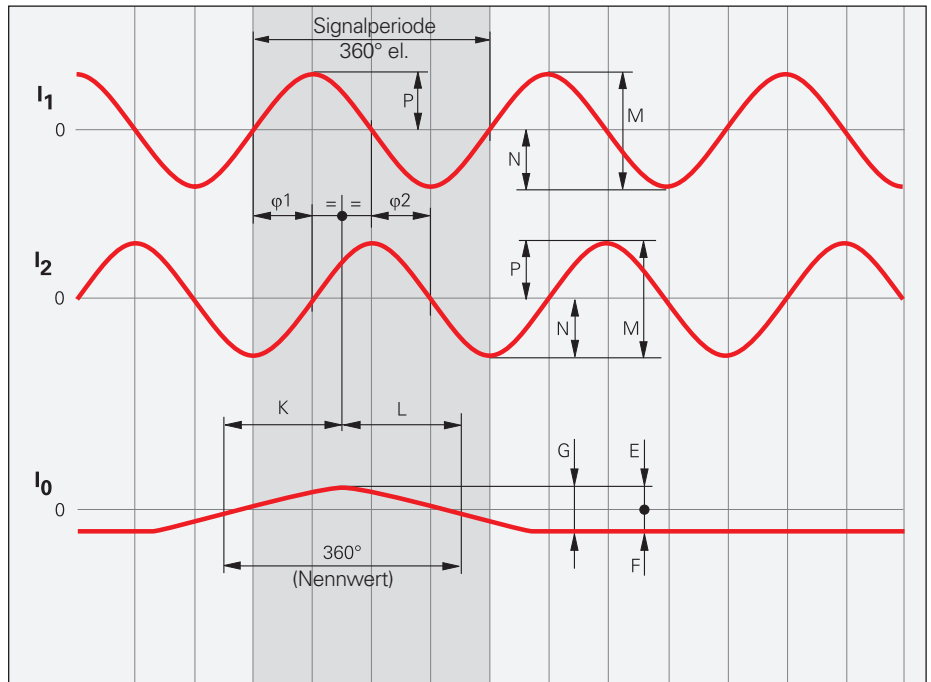 Signalperiode
360° el.
I1
P
M
0
N
φ1 = = φ2
I2
P
0
N M
K L
G E
I0
0
360°
(Nennwert)
F